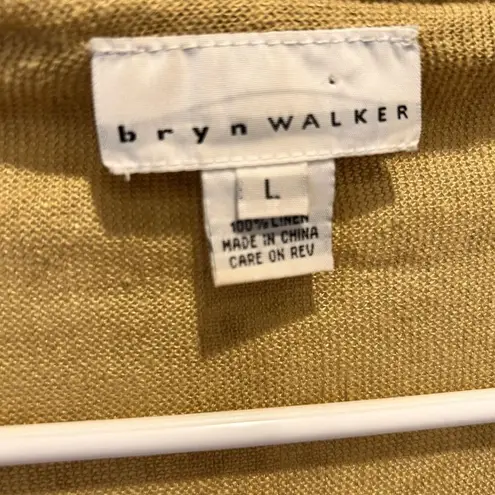 bryn WALKER
L
100% LINEN
MADE IN CHINA
CARE ON REV